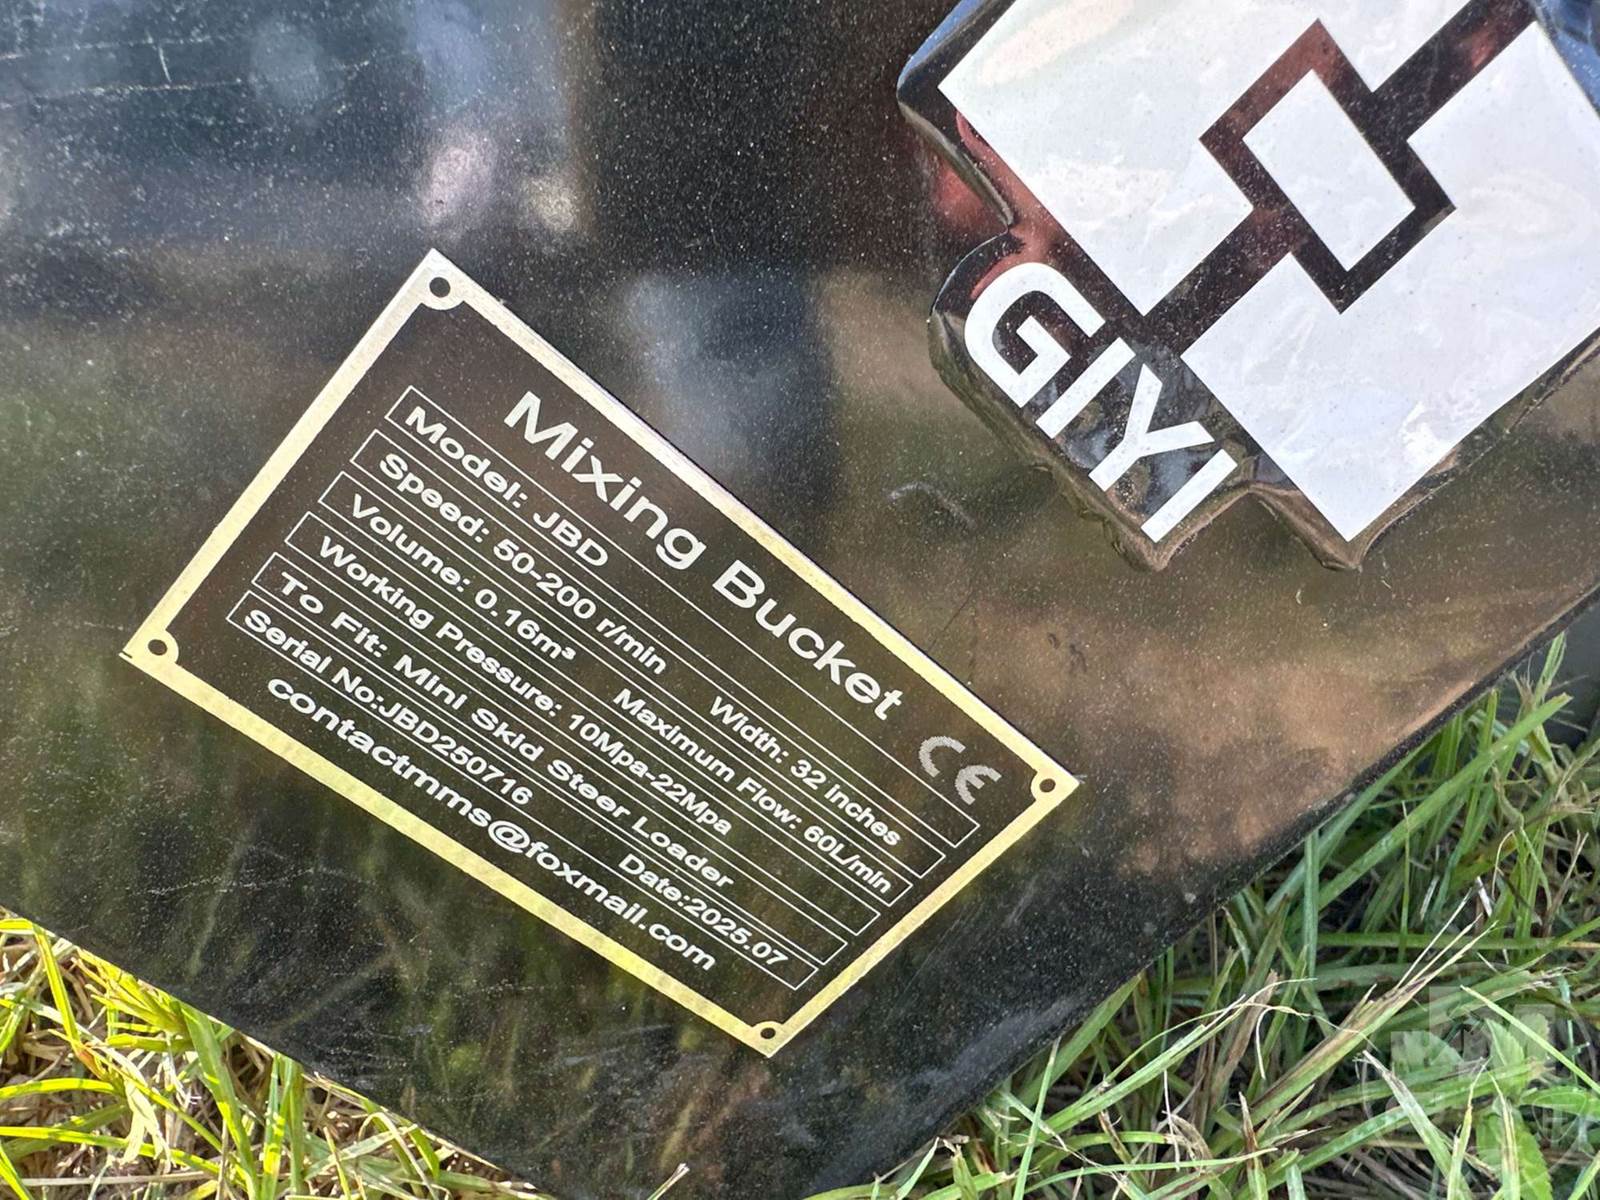 GIYI
Mixing Bucket
CE
Model: JBD
Speed: 50-200 r/min Width: 32 inches
Volume: 0.16m³ Maximum Flow: 60L/min
Working Pressure: 10Mpa-22Mpa
To Fit: Mini Skid Steer Loader
Serial No:JBD250716 Date:2025.07
contactmms@foxmail.com